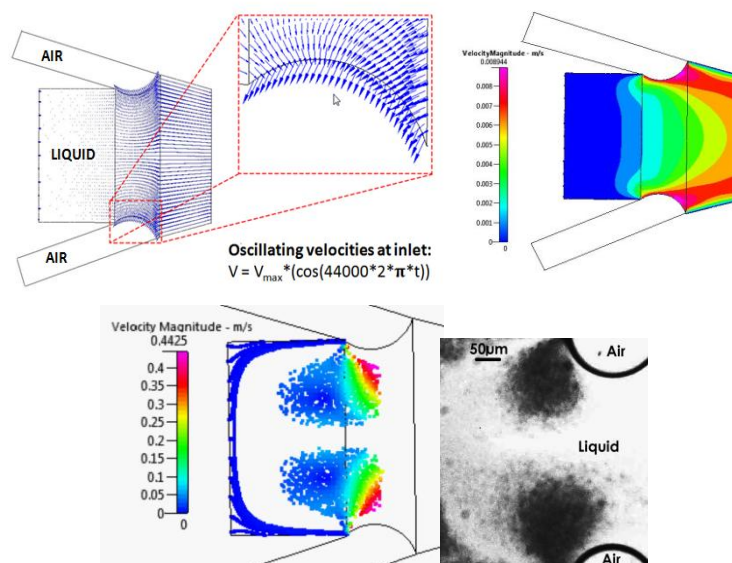 AIR
LIQUID
AIR
Oscillating velocities at inlet:
V = Vmax*(cos(44000*2*π*t))
VelocityMagnitude - m/s
0.008944
0.008
0.007
0.006
0.005
0.004
0.003
0.002
0.001
0
Velocity Magnitude - m/s
0.4425
0.4
0.35
0.3
0.25
0.2
0.15
0.1
0.05
0
50µm
Air
Liquid
Air